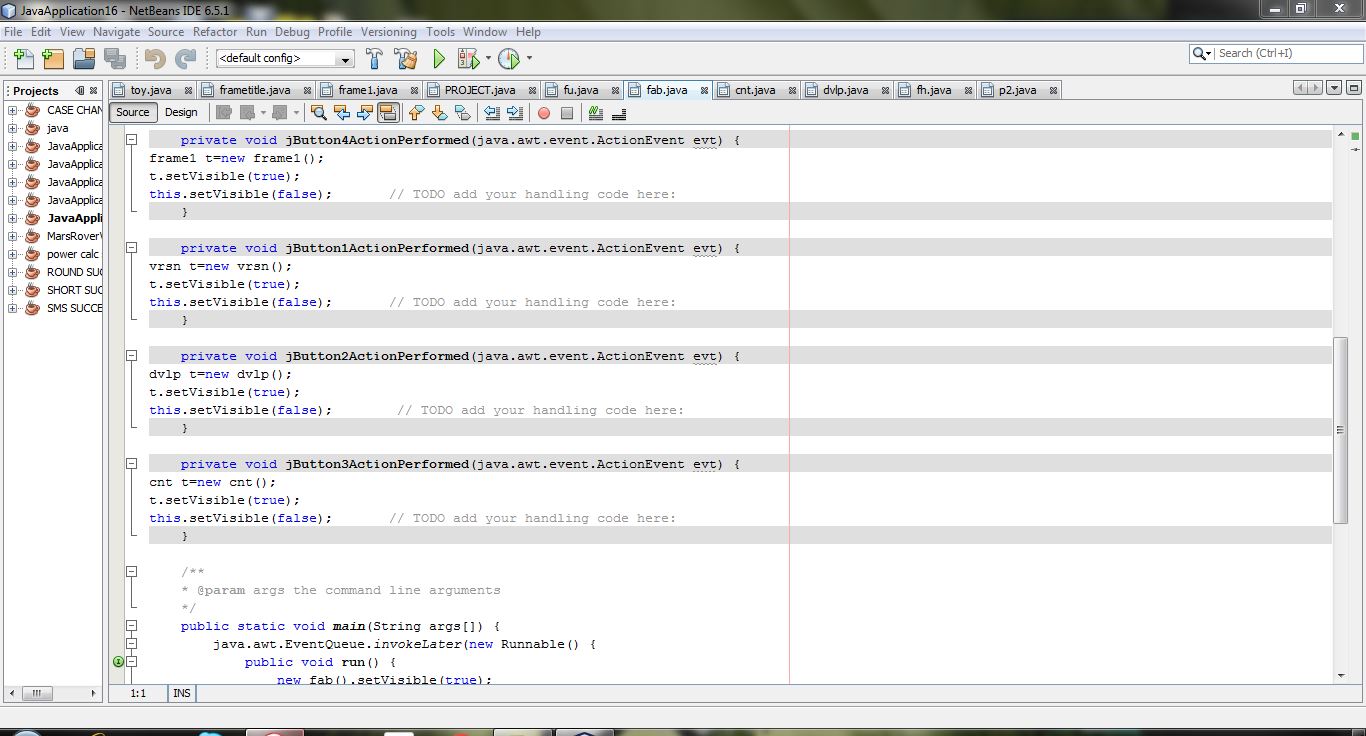 JavaApplication16 - NetBeans IDE 6.5.1
File Edit View Navigate Source Refactor Run Debug Profile Versioning Tools Window Help
<default config>
Search (Ctrl+I)
Projects
toy.java frametitle.java frame1.java PROJECT.java fu.java fab.java cnt.java dvlp.java fh.java p2.java
Source Design
CASE CHAN
java
JavaApplica
JavaApplica
JavaApplica
JavaApplica
JavaAppli
MarsRoverV
power calc
ROUND SUC
SHORT SUC
SMS SUCCE
private void jButton4ActionPerformed(java.awt.event.ActionEvent evt) {
frame1 t=new frame1();
t.setVisible(true);
this.setVisible(false);        // TODO add your handling code here:
}
private void jButton1ActionPerformed(java.awt.event.ActionEvent evt) {
vrsn t=new vrsn();
t.setVisible(true);
this.setVisible(false);        // TODO add your handling code here:
}
private void jButton2ActionPerformed(java.awt.event.ActionEvent evt) {
dvlp t=new dvlp();
t.setVisible(true);
this.setVisible(false);         // TODO add your handling code here:
}
private void jButton3ActionPerformed(java.awt.event.ActionEvent evt) {
cnt t=new cnt();
t.setVisible(true);
this.setVisible(false);        // TODO add your handling code here:
}
/**
* @param args the command line arguments
*/
public static void main(String args[]) {
java.awt.EventQueue.invokeLater(new Runnable() {
public void run() {
new fab().setVisible(true);
1:1 INS